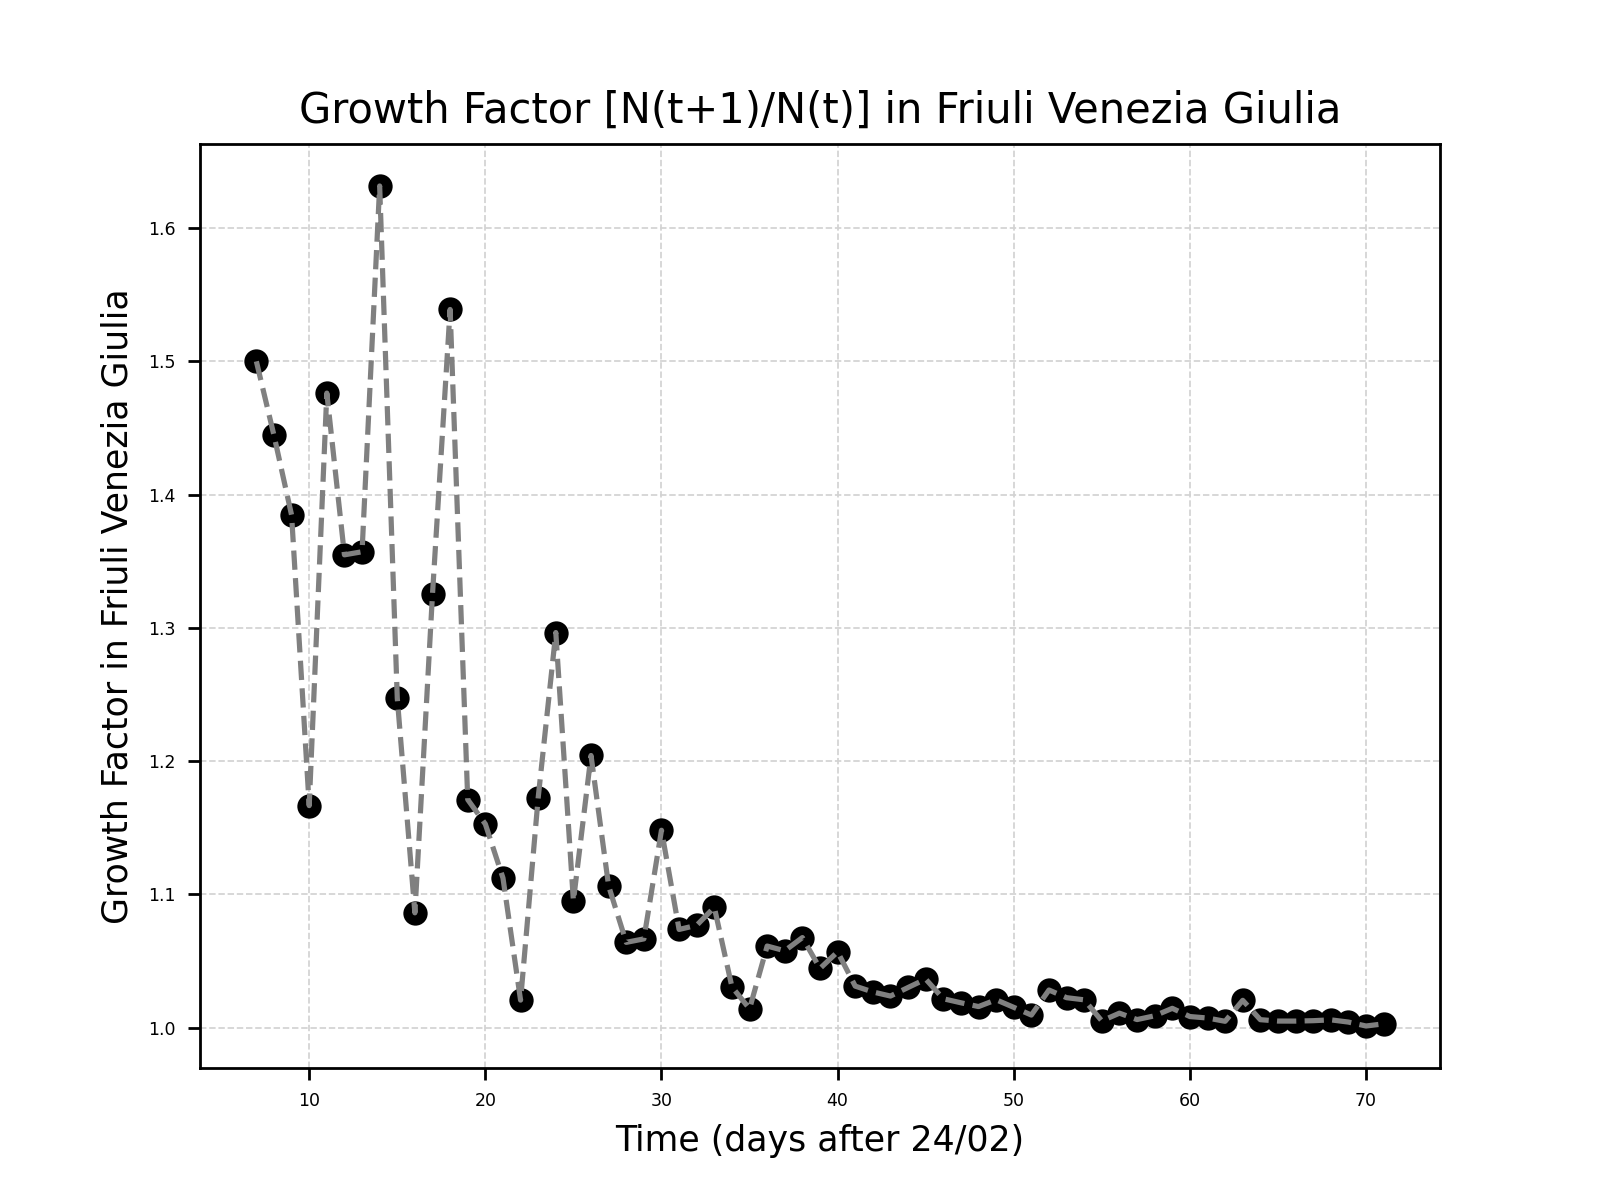 Growth Factor [N(t+1)/N(t)] in Friuli Venezia Giulia
Growth Factor in Friuli Venezia Giulia
1.6
1.5
1.4
1.3
1.2
1.1
1.0
10 20 30 40 50 60 70
Time (days after 24/02)